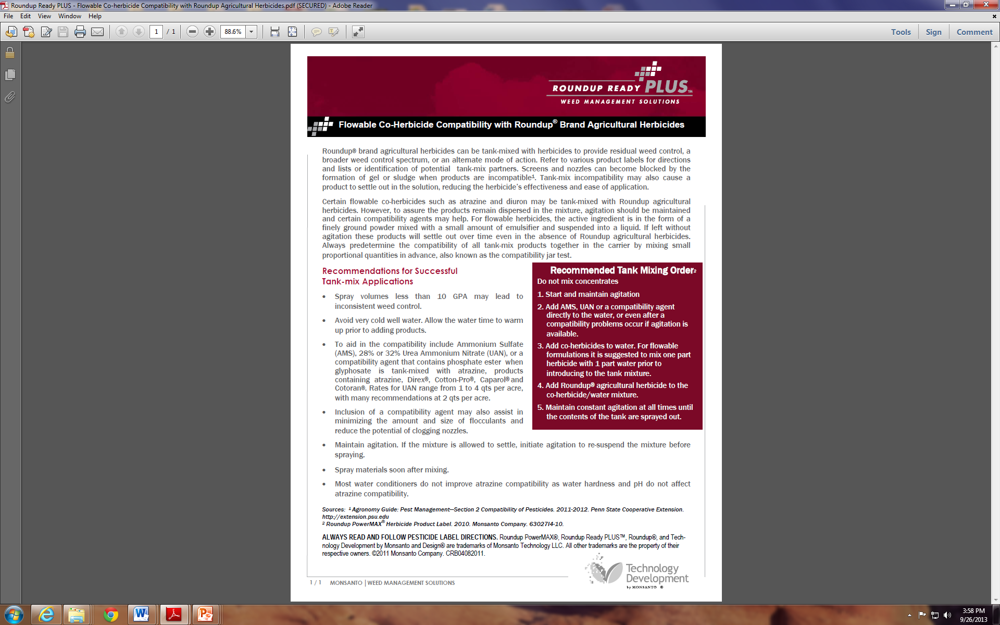 Roundup Ready PLUS - Flowable Co-herbicide Compatibility with Roundup Agricultural Herbicides.pdf (SECURED) - Adobe Reader
File Edit View Window Help
1 / 1 88.6% Tools Sign Comment
ROUNDUP READY PLUS™
WEED MANAGEMENT SOLUTIONS
Flowable Co-Herbicide Compatibility with Roundup® Brand Agricultural Herbicides
Roundup® brand agricultural herbicides can be tank-mixed with herbicides to provide residual weed control, a
broader weed control spectrum, or an alternate mode of action. Refer to various product labels for directions
and lists or identification of potential tank-mix partners. Screens and nozzles can become blocked by the
formation of gel or sludge when products are incompatible¹. Tank-mix incompatibility may also cause a
product to settle out in the solution, reducing the herbicide's effectiveness and ease of application.
Certain flowable co-herbicides such as atrazine and diuron may be tank-mixed with Roundup agricultural
herbicides. However, to assure the products remain dispersed in the mixture, agitation should be maintained
and certain compatibility agents may help. For flowable herbicides, the active ingredient is in the form of a
finely ground powder mixed with a small amount of emulsifier and suspended into a liquid. If left without
agitation these products will settle out over time even in the absence of Roundup agricultural herbicides.
Always predetermine the compatibility of all tank-mix products together in the carrier by mixing small
proportional quantities in advance, also known as the compatibility jar test.
Recommendations for Successful
Tank-mix Applications
• Spray volumes less than 10 GPA may lead to
inconsistent weed control.
• Avoid very cold well water. Allow the water time to warm
up prior to adding products.
• To aid in the compatibility include Ammonium Sulfate
(AMS), 28% or 32% Urea Ammonium Nitrate (UAN), or a
compatibility agent that contains phosphate ester when
glyphosate is tank-mixed with atrazine, products
containing atrazine, Direx®, Cotton-Pro®, Caparol® and
Cotoran®. Rates for UAN range from 1 to 4 qts per acre,
with many recommendations at 2 qts per acre.
• Inclusion of a compatibility agent may also assist in
minimizing the amount and size of flocculants and
reduce the potential of clogging nozzles.
Recommended Tank Mixing Order²
Do not mix concentrates
1. Start and maintain agitation
2. Add AMS, UAN or a compatibility agent
directly to the water, or even after a
compatibility problems occur if agitation is
available.
3. Add co-herbicides to water. For flowable
formulations it is suggested to mix one part
herbicide with 1 part water prior to
introducing to the tank mixture.
4. Add Roundup® agricultural herbicide to the
co-herbicide/water mixture.
5. Maintain constant agitation at all times until
the contents of the tank are sprayed out.
• Maintain agitation. If the mixture is allowed to settle, initiate agitation to re-suspend the mixture before
spraying.
• Spray materials soon after mixing.
• Most water conditioners do not improve atrazine compatibility as water hardness and pH do not affect
atrazine compatibility.
Sources: ¹ Agronomy Guide: Pest Management—Section 2 Compatibility of Pesticides. 2011-2012. Penn State Cooperative Extension.
http://extension.psu.edu
² Roundup PowerMAX® Herbicide Product Label. 2010. Monsanto Company. 63027I4-10.
ALWAYS READ AND FOLLOW PESTICIDE LABEL DIRECTIONS. Roundup PowerMAX®, Roundup Ready PLUS™, Roundup®, and Tech-
nology Development by Monsanto and Design® are trademarks of Monsanto Technology LLC. All other trademarks are the property of their
respective owners. ©2011 Monsanto Company. CRB04082011.
Technology
Development
by MONSANTO ®
1 / 1 MONSANTO | WEED MANAGEMENT SOLUTIONS
3:58 PM
9/26/2013